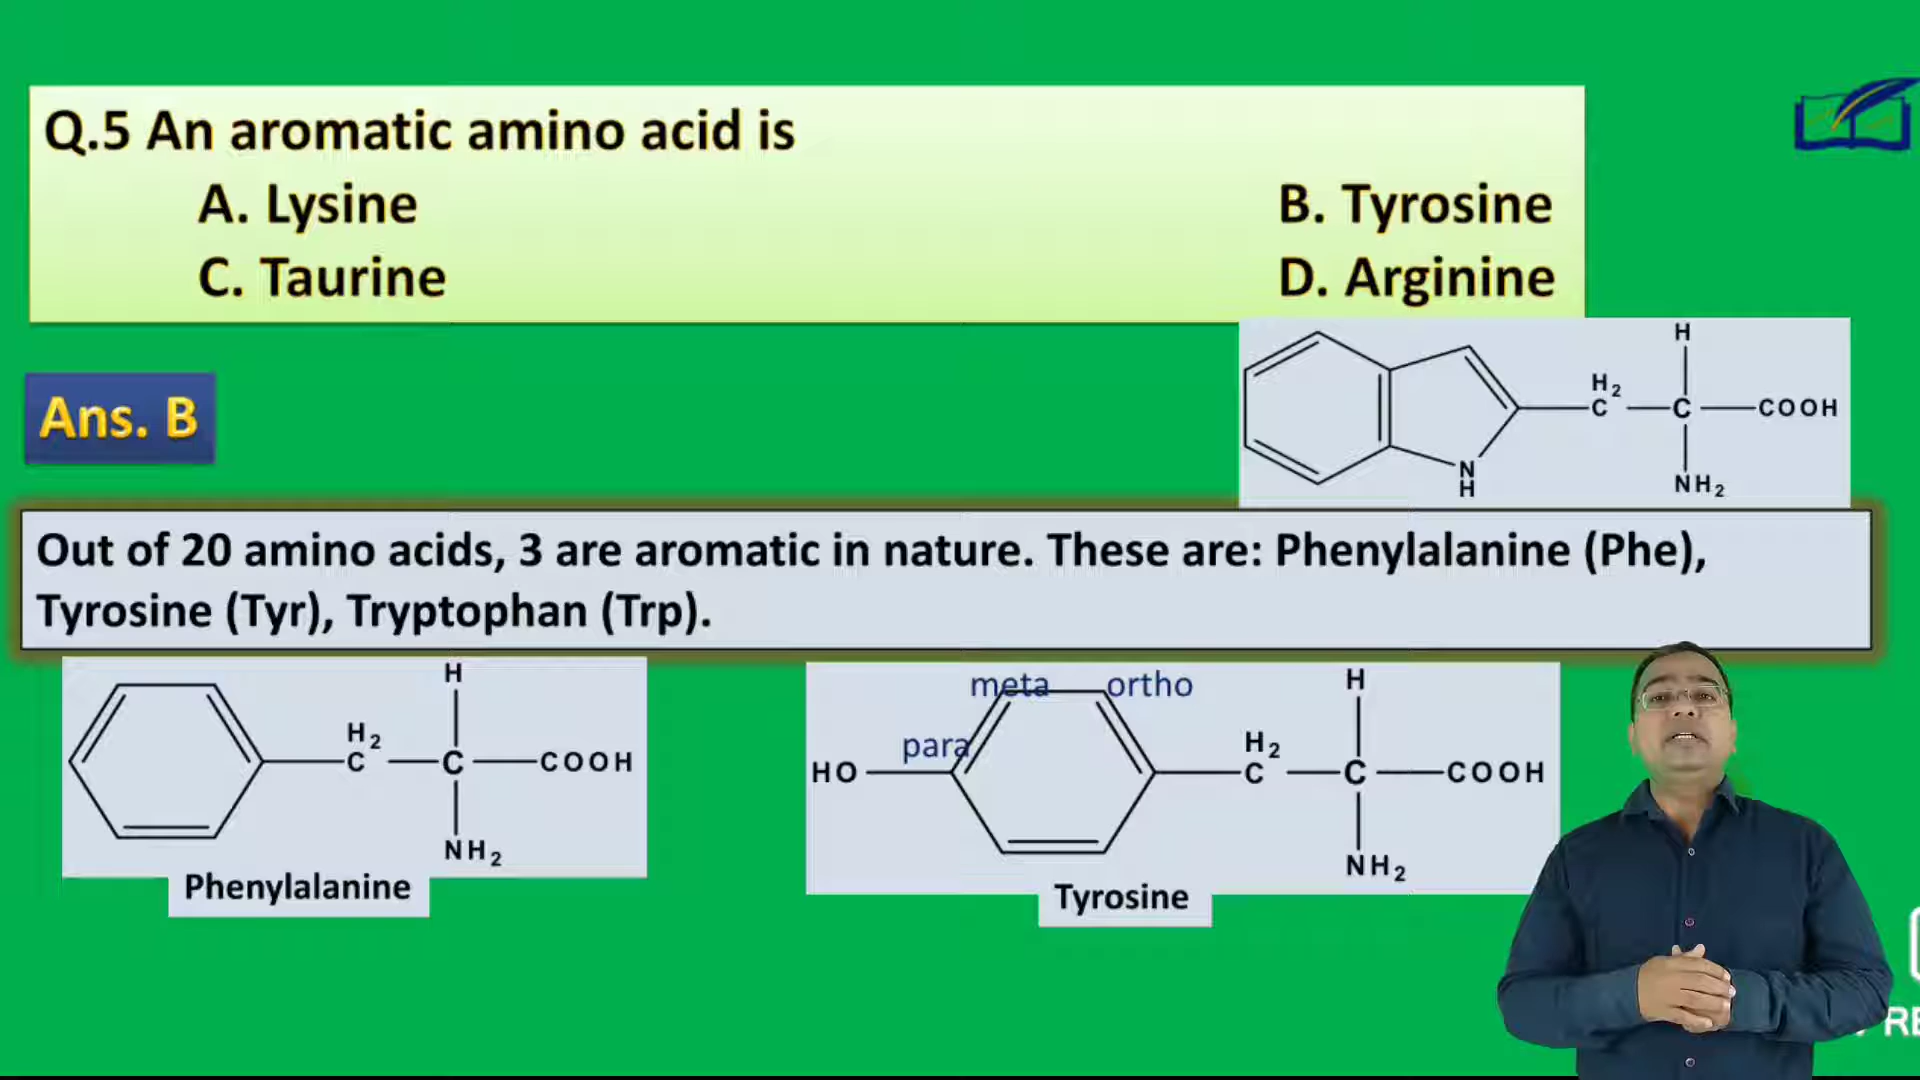 Q.5 An aromatic amino acid is
A. Lysine
B. Tyrosine
C. Taurine
D. Arginine
Ans. B
H
H2
C
C
COOH
N
H
NH2
Out of 20 amino acids, 3 are aromatic in nature. These are: Phenylalanine (Phe),
Tyrosine (Tyr), Tryptophan (Trp).
H
H2
C
C
COOH
NH2
Phenylalanine
meta
ortho
para
HO
H
H2
C
C
COOH
NH2
Tyrosine